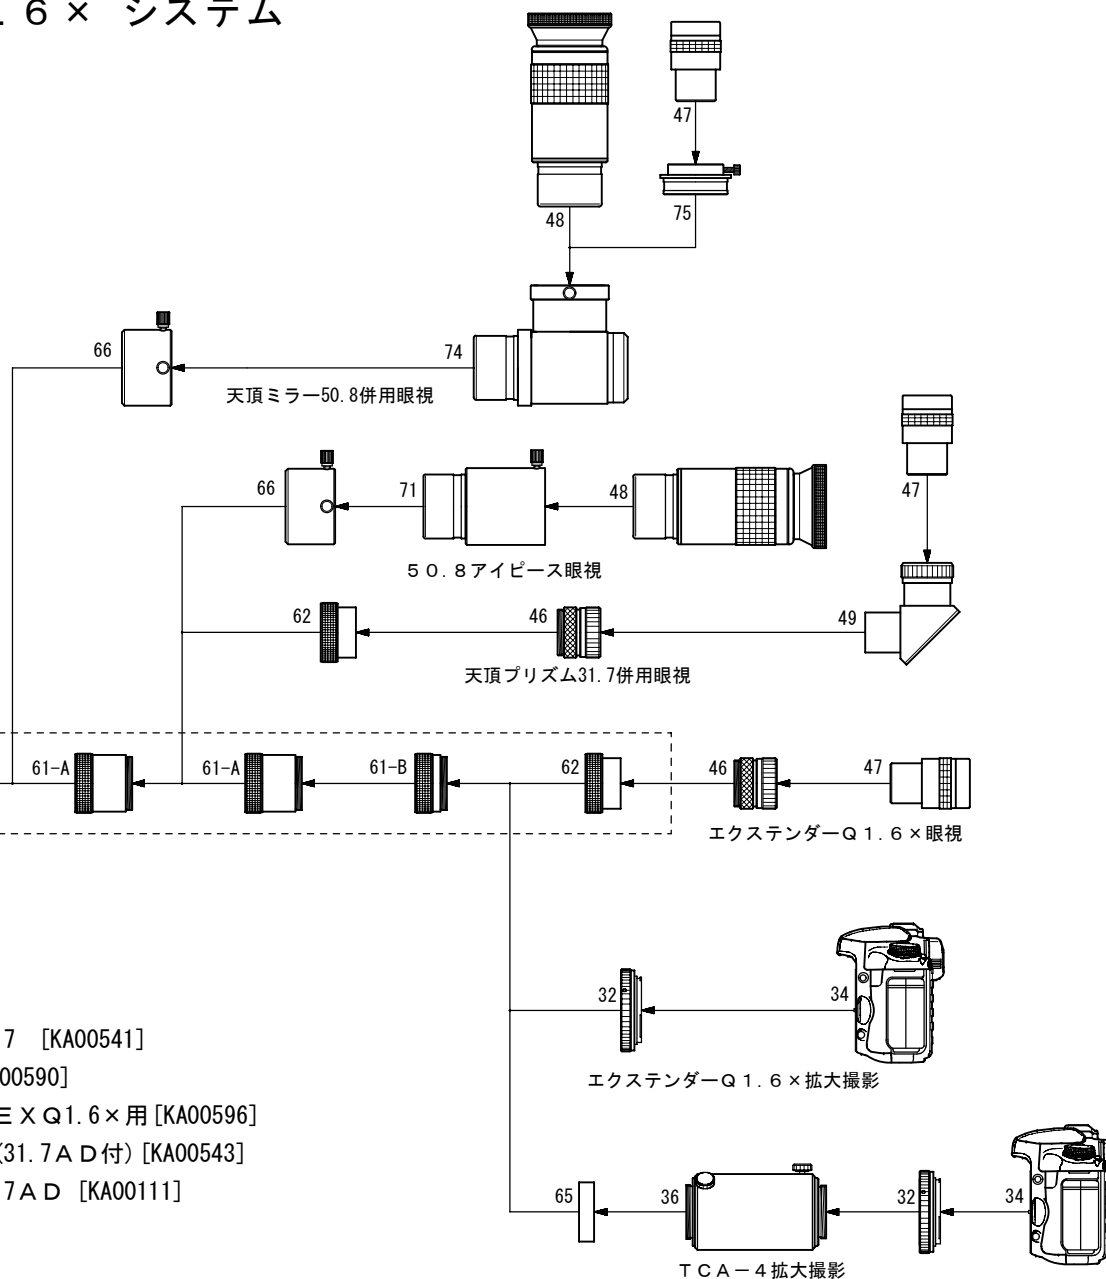 .６× システム
47
48
75
66
74
天頂ミラー50.8併用眼視
66
71
48
47
５０.８アイピース眼視
62
46
49
天頂プリズム31.7併用眼視
61-A
61-A
61-B
62
46
47
エクステンダーＱ１.６×眼視
32
34
エクステンダーＱ１.６×拡大撮影
7 [KA00541]
00590]
ＥＸＱ1.6×用[KA00596]
(31.7ＡＤ付)[KA00543]
7ＡＤ [KA00111]
65
36
32
34
ＴＣＡ－４拡大撮影